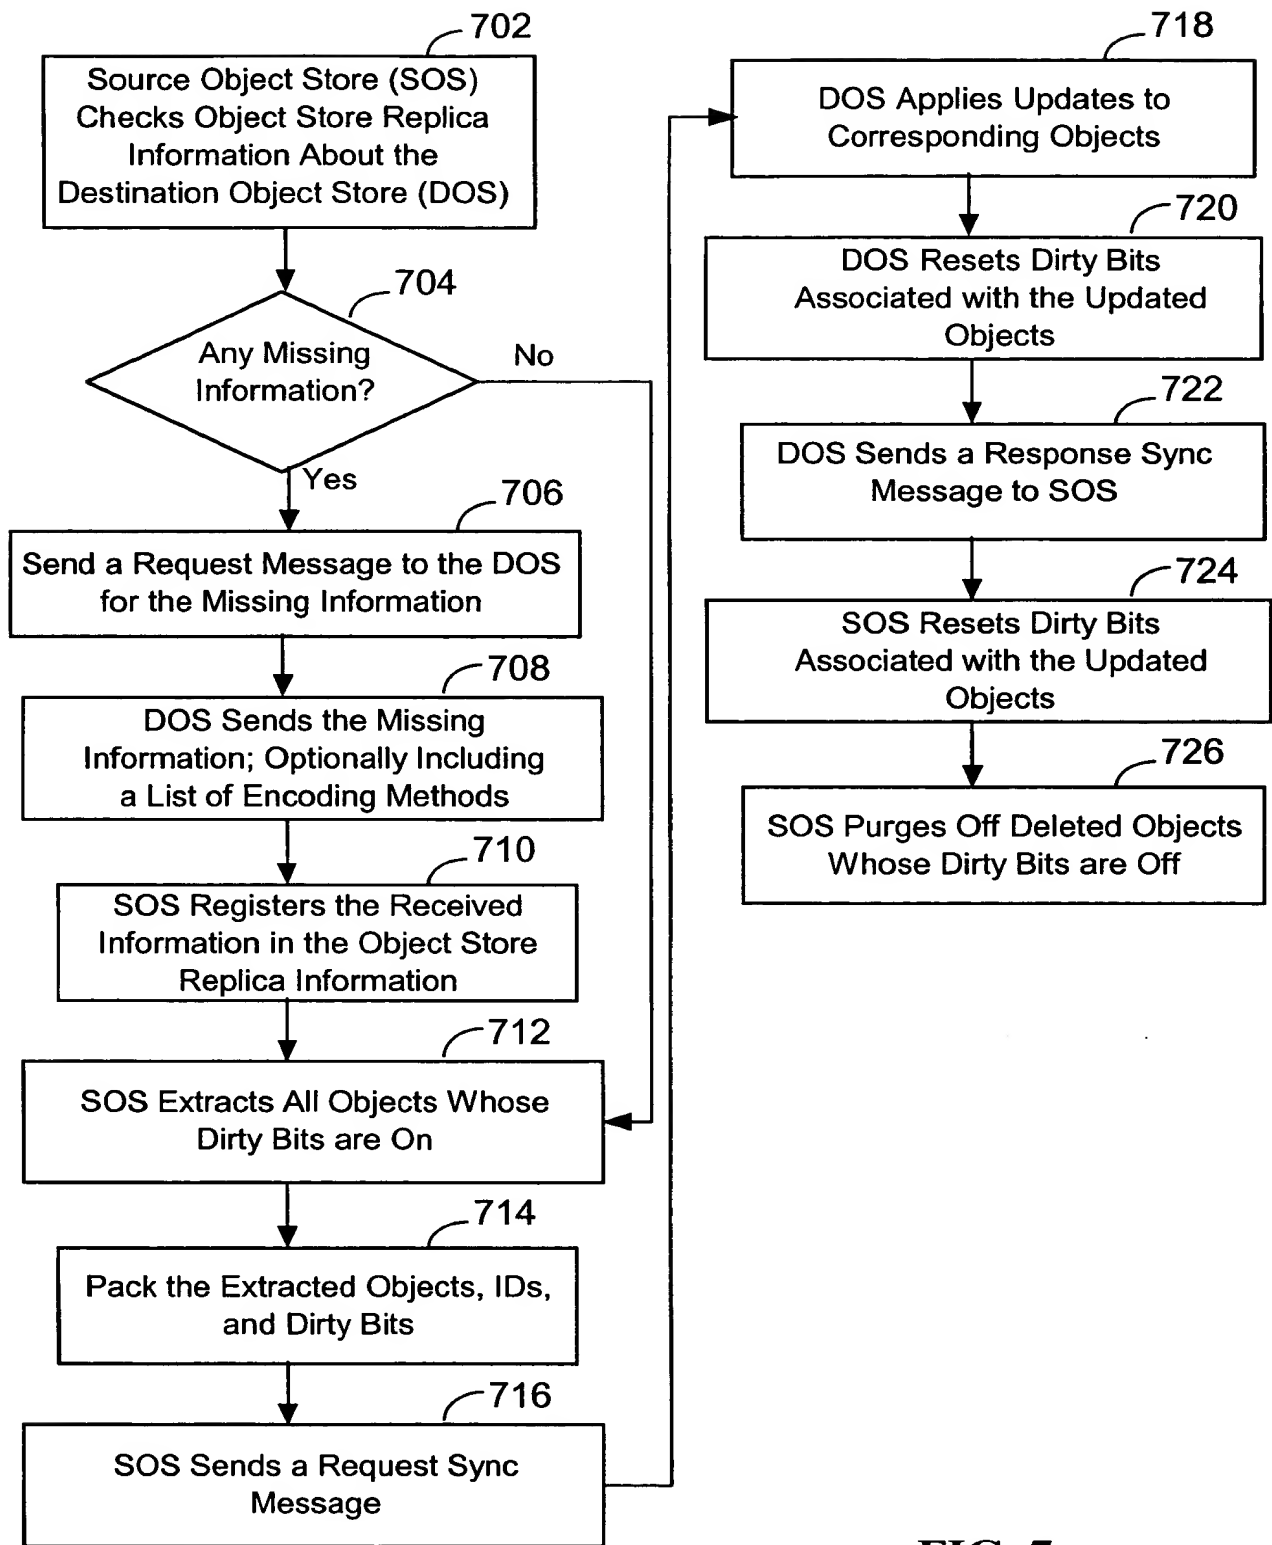 702
Source Object Store (SOS)
Checks Object Store Replica
Information About the
Destination Object Store (DOS)
704
Any Missing
Information?
No
Yes
706
Send a Request Message to the DOS
for the Missing Information
708
DOS Sends the Missing
Information; Optionally Including
a List of Encoding Methods
710
SOS Registers the Received
Information in the Object Store
Replica Information
712
SOS Extracts All Objects Whose
Dirty Bits are On
714
Pack the Extracted Objects, IDs,
and Dirty Bits
716
SOS Sends a Request Sync
Message
718
DOS Applies Updates to
Corresponding Objects
720
DOS Resets Dirty Bits
Associated with the Updated
Objects
722
DOS Sends a Response Sync
Message to SOS
724
SOS Resets Dirty Bits
Associated with the Updated
Objects
726
SOS Purges Off Deleted Objects
Whose Dirty Bits are Off